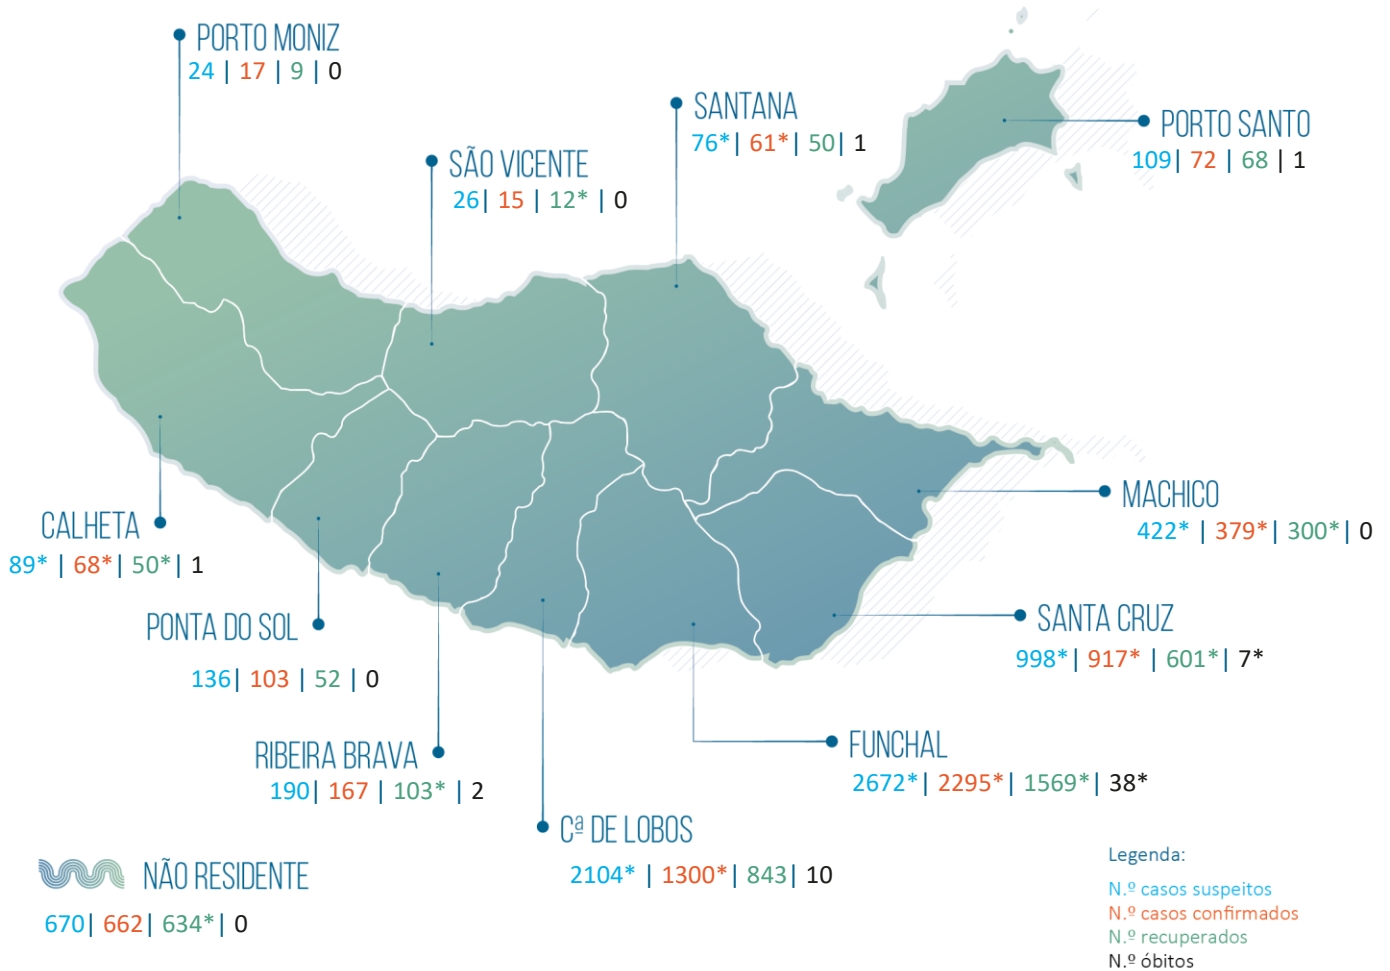 PORTO MONIZ
24 | 17 | 9 | 0
SANTANA
76*| 61*| 50| 1
PORTO SANTO
109| 72 | 68 | 1
SÃO VICENTE
26| 15 | 12* | 0
MACHICO
422* | 379*| 300*| 0
CALHETA
89* | 68*| 50*| 1
PONTA DO SOL
136| 103 | 52 | 0
SANTA CRUZ
998*| 917* | 601*| 7*
RIBEIRA BRAVA
190| 167 | 103* | 2
FUNCHAL
2672*| 2295*| 1569*| 38*
Cª DE LOBOS
2104* | 1300*| 843| 10
NÃO RESIDENTE
670| 662| 634*| 0
Legenda:
N.º casos suspeitos
N.º casos confirmados
N.º recuperados
N.º óbitos